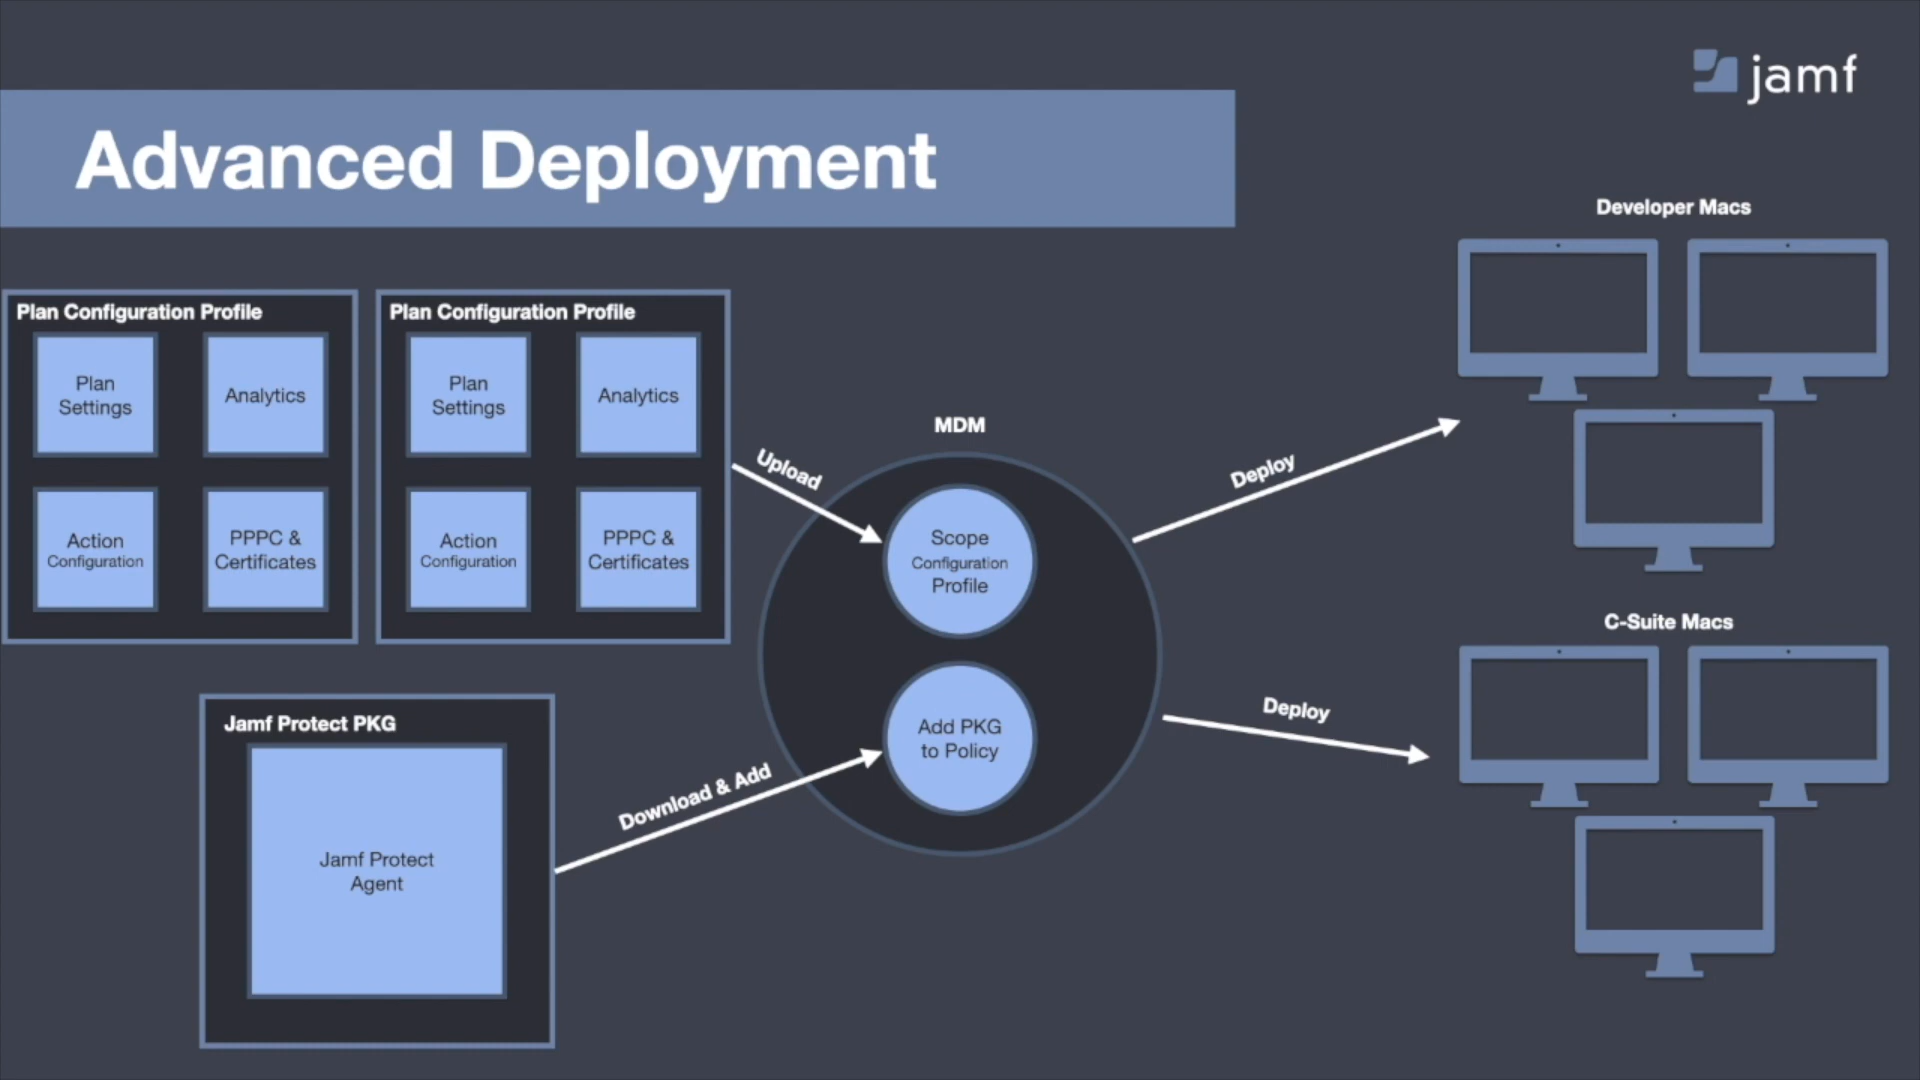 jamf
Advanced Deployment
Plan Configuration Profile
Plan
Settings
Analytics
Action
Configuration
PPPC &
Certificates
Plan Configuration Profile
Plan
Settings
Analytics
Action
Configuration
PPPC &
Certificates
Jamf Protect PKG
Jamf Protect
Agent
Upload
Download & Add
MDM
Scope
Configuration
Profile
Add PKG
to Policy
Deploy
Deploy
Developer Macs
C-Suite Macs